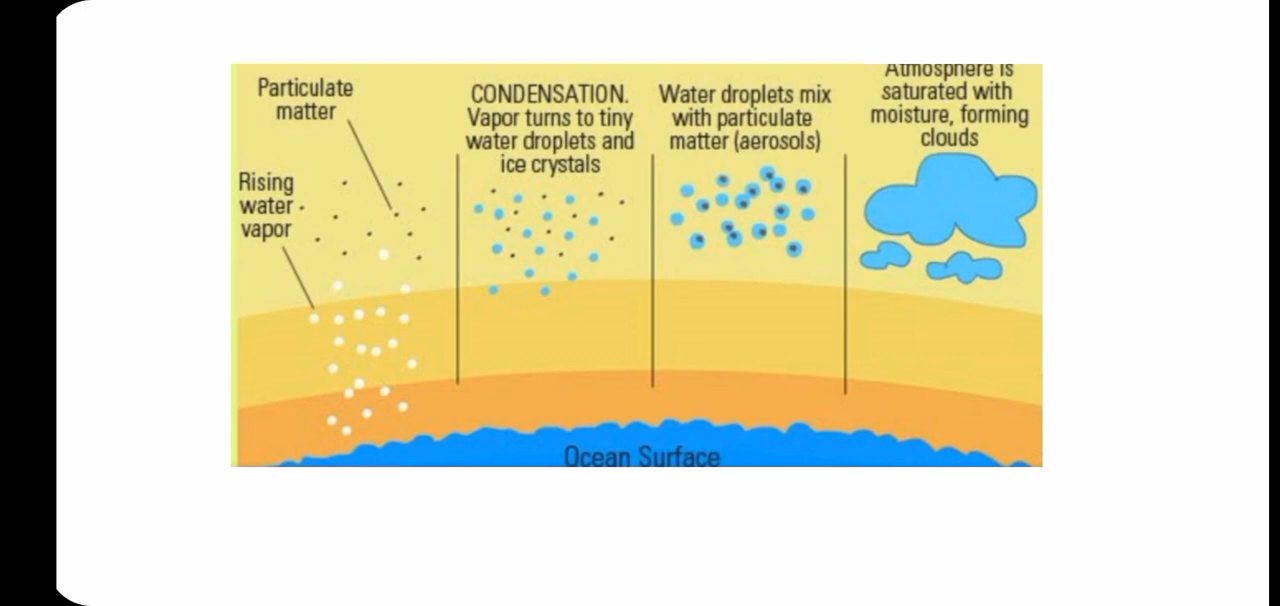 Particulate
matter
Rising
water
vapor
CONDENSATION.
Vapor turns to tiny
water droplets and
ice crystals
Water droplets mix
with particulate
matter (aerosols)
Atmosphere is
saturated with
moisture, forming
clouds
Ocean Surface